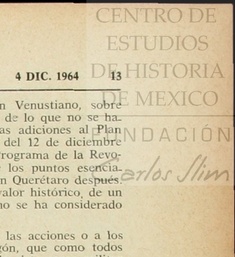 CENTRO DE
ESTUDIOS
DE HISTORIA
DE MEXICO
FUNDACIÓN
Carlos Slim
4 DIC. 1964 13
n Venustiano, sobre
de lo que no se ha
as adiciones al Plan
del 12 de diciembre
rograma de la Revo-
r los puntos esencia-
n Querétaro después
valor histórico, de un
no se ha considerado
las acciones o a los
gón, que como todos